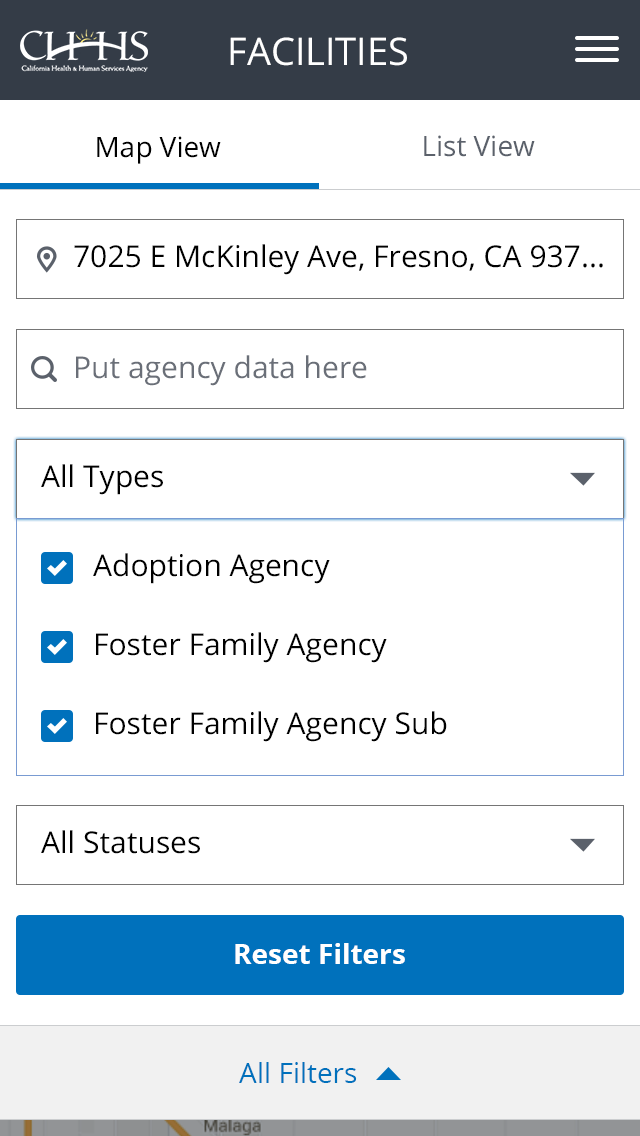 CHHS
California Health & Human Services Agency
FACILITIES
Map View
List View
7025 E McKinley Ave, Fresno, CA 937...
Put agency data here
All Types
Adoption Agency
Foster Family Agency
Foster Family Agency Sub
All Statuses
Reset Filters
All Filters
Malaga